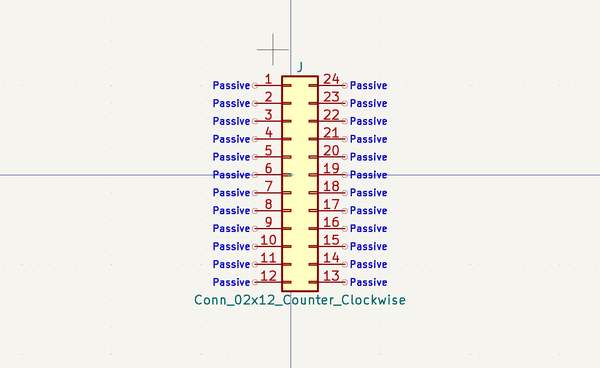 J
Passive 1 24 Passive
Passive 2 23 Passive
Passive 3 22 Passive
Passive 4 21 Passive
Passive 5 20 Passive
Passive 6 19 Passive
Passive 7 18 Passive
Passive 8 17 Passive
Passive 9 16 Passive
Passive 10 15 Passive
Passive 11 14 Passive
Passive 12 13 Passive
Conn_02x12_Counter_Clockwise